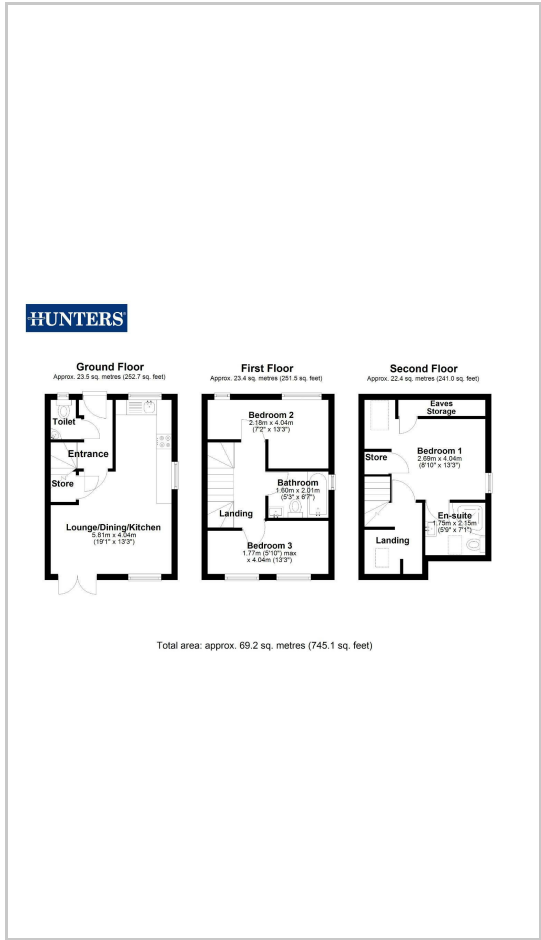 HUNTERS
Ground Floor
Approx. 23.5 sq. metres (252.7 sq. feet)
Toilet
Entrance
Store
Lounge/Dining/Kitchen
5.81m x 4.04m
(19'1" x 13'3")
First Floor
Approx. 23.4 sq. metres (251.5 sq. feet)
Bedroom 2
2.18m x 4.04m
(7'2" x 13'3")
Bathroom
1.60m x 2.01m
(5'3" x 6'7")
Landing
Bedroom 3
1.77m (5'10") max
x 4.04m (13'3")
Second Floor
Approx. 22.4 sq. metres (241.0 sq. feet)
Eaves
Storage
Bedroom 1
2.69m x 4.04m
(8'10" x 13'3")
Store
En-suite
1.75m x 2.15m
(5'9" x 7'1")
Landing
Total area: approx. 69.2 sq. metres (745.1 sq. feet)